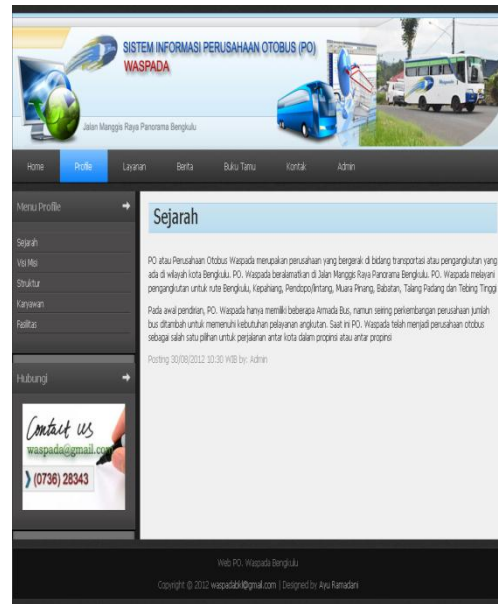 SISTEM INFORMASI PERUSAHAAN OTOBUS (PO)
WASPADA
Jalan Manggis Raya Panorama Bengkulu
Home Profile Layanan Berita Buku Tamu Kontak Admin
Menu Profile
Sejarah
Visi Misi
Struktur
Karyawan
Fasilitas
Hubungi
Contact us
waspada@gmail.com
(0736) 28343
Sejarah
PO atau Perusahaan Otobus Waspada merupakan perusahaan yang bergerak di bidang transportasi atau pengangkutan yang
ada di wilayah kota Bengkulu. PO. Waspada beralamatkan di Jalan Manggis Raya Panorama Bengkulu. PO. Waspada melayani
pengangkutan untuk rute Bengkulu, Kepahiang, Pendopo/Lintang, Muara Pinang, Babatan, Talang Padang dan Tebing Tinggi
Pada awal pendirian, PO. Waspada hanya memiliki beberapa Armada Bus, namun seiring perkembangan perusahaan jumlah
bus ditambah untuk memenuhi kebutuhan pelayanan angkutan. Saat ini PO. Waspada telah menjadi perusahaan otobus
sebagai salah satu pilihan untuk perjalanan antar kota dalam propinsi atau antar propinsi
Posting 30/08/2012 10:30 WIB by: Admin
Web PO. Waspada Bengkulu
Copyright © 2012 waspadabkl@gmail.com | Designed by Ayu Ramadani